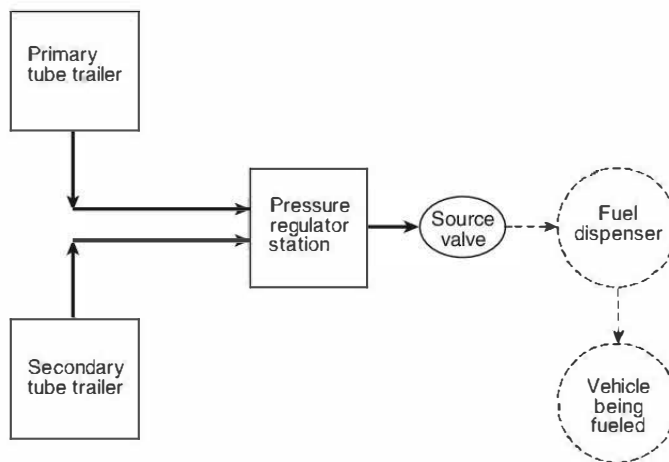 Primary
tube trailer
Pressure
regulator
station
Source
valve
Fuel
dispenser
Secondary
tube trailer
Vehicle
being
fueled